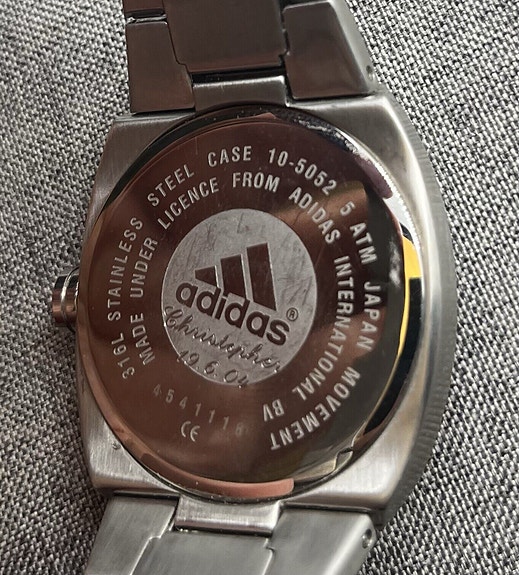 316L STAINLESS STEEL CASE 10-5052 5 ATM JAPAN MOVEMENT
MADE UNDER LICENCE FROM ADIDAS INTERNATIONAL BV
adidas®
Christopher
19.6.04
4541118
CE